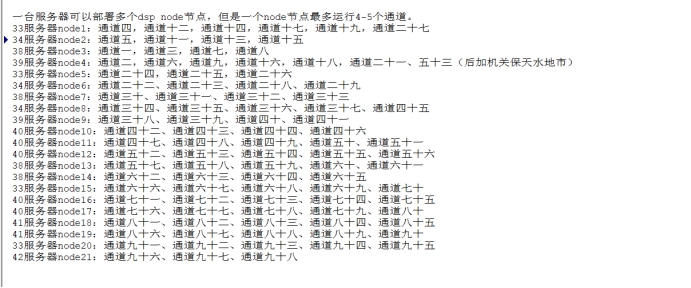 一台服务器可以部署多个dsp node节点，但是一个node节点最多运行4-5个通道。
33服务器node1：通道四，通道十二，通道十四，通道十七，通道十九，通道二十七
34服务器node2：通道五，通道十一，通道十三，通道十五
38服务器node3：通道一，通道三，通道七，通道八
39服务器node4：通道二，通道六，通道九，通道十六，通道十八，通道二十一、五十三（后加机关保天水地市）
33服务器node5：通道二十四，通道二十五，通道二十六
34服务器node6：通道二十二、通道二十三、通道二十八、通道二十九
38服务器node7：通道三十、通道三十一、通道三十二、通道三十三
34服务器node8：通道三十四、通道三十五、通道三十六、通道三十七、通道四十五
39服务器node9：通道三十八、通道三十九、通道四十、通道四十一
40服务器node10：通道四十二、通道四十三、通道四十四、通道四十六
40服务器node11：通道四十七、通道四十八、通道四十九、通道五十、通道五十一
40服务器node12：通道五十二、通道五十三、通道五十四、通道五十五、通道五十六
38服务器node13：通道五十七、通道五十八、通道五十九、通道六十、通道六十一
38服务器node14：通道六十二、通道六十三、通道六十四、通道六十五
33服务器node15：通道六十六、通道六十七、通道六十八、通道六十九、通道七十
40服务器node16：通道七十一、通道七十二、通道七十三、通道七十四、通道七十五
40服务器node17：通道七十六、通道七十七、通道七十八、通道七十九、通道八十
41服务器node18：通道八十一、通道八十二、通道八十三、通道八十四、通道八十五
41服务器node19：通道八十六、通道八十七、通道八十八、通道八十九、通道九十
33服务器node20：通道九十一、通道九十二、通道九十三、通道九十四、通道九十五
42服务器node21：通道九十六、通道九十七、通道九十八